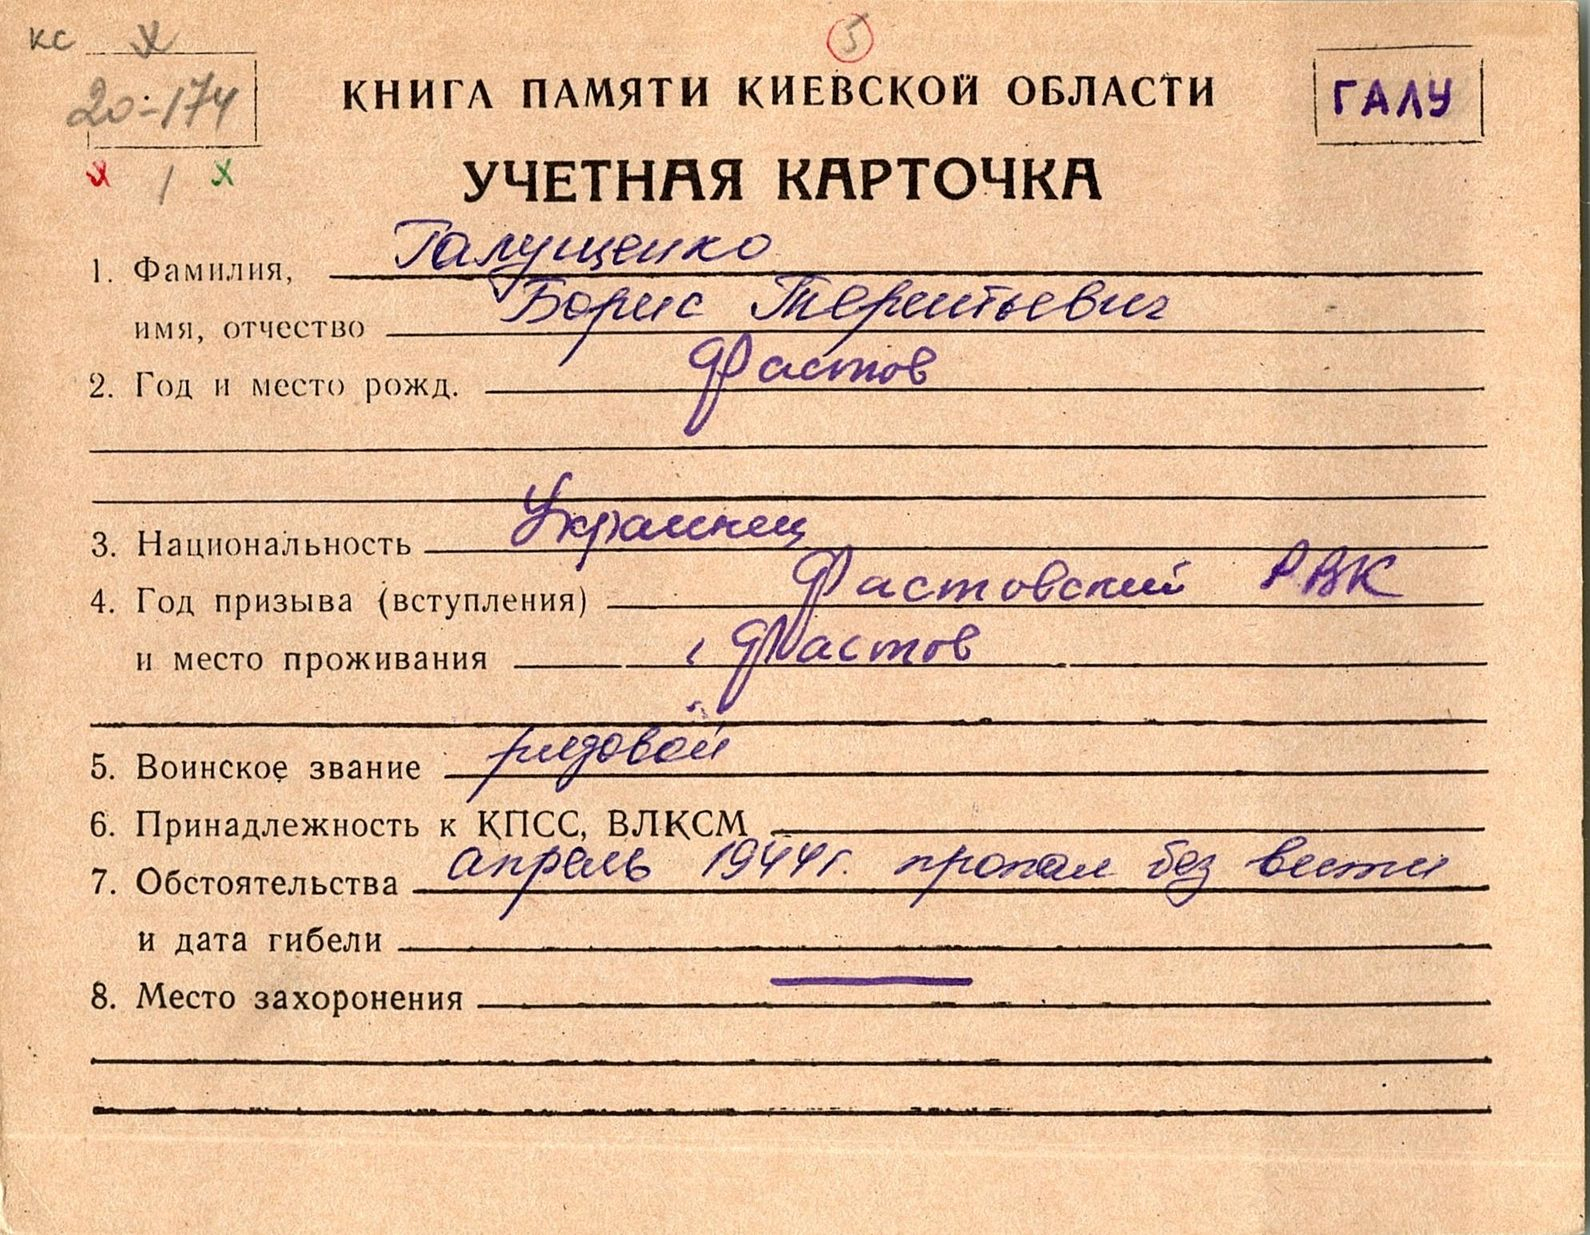 кс х
5
20-174
КНИГА ПАМЯТИ КИЕВСКОЙ ОБЛАСТИ
ГАЛУ
х 1 х
УЧЕТНАЯ КАРТОЧКА
1. Фамилия, Галущенко
имя, отчество Борис Терентьевич
2. Год и место рожд. Фастов
3. Национальность Украинец
4. Год призыва (вступления) Фастовский РВК
и место проживания г Фастов
5. Воинское звание рядовой
6. Принадлежность к КПСС, ВЛКСМ
7. Обстоятельства апрель 1944г. пропал без вести
и дата гибели
8. Место захоронения —